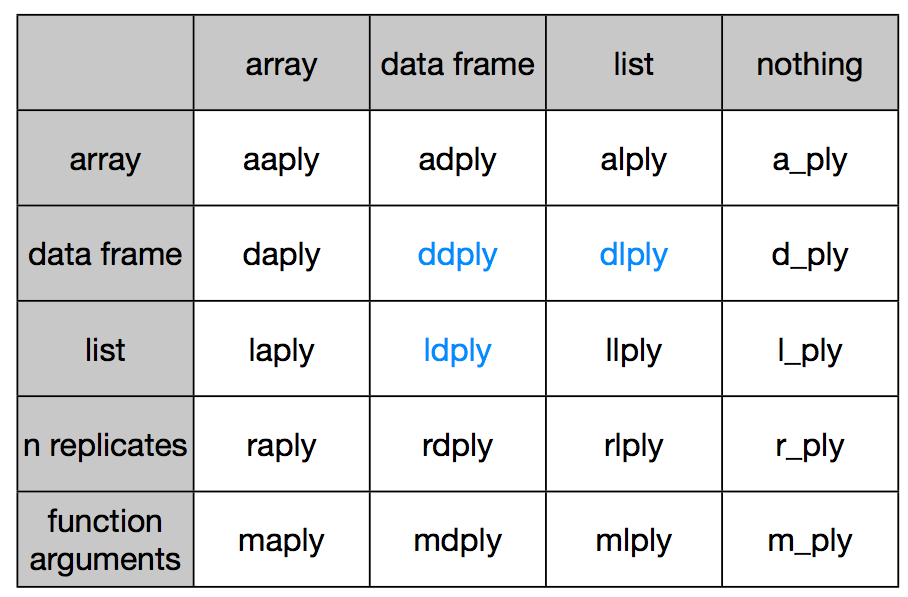 array data frame list nothing
array aaply adply alply a_ply
data frame daply ddply dlply d_ply
list laply ldply llply l_ply
n replicates raply rdply rlply r_ply
function
arguments maply mdply mlply m_ply